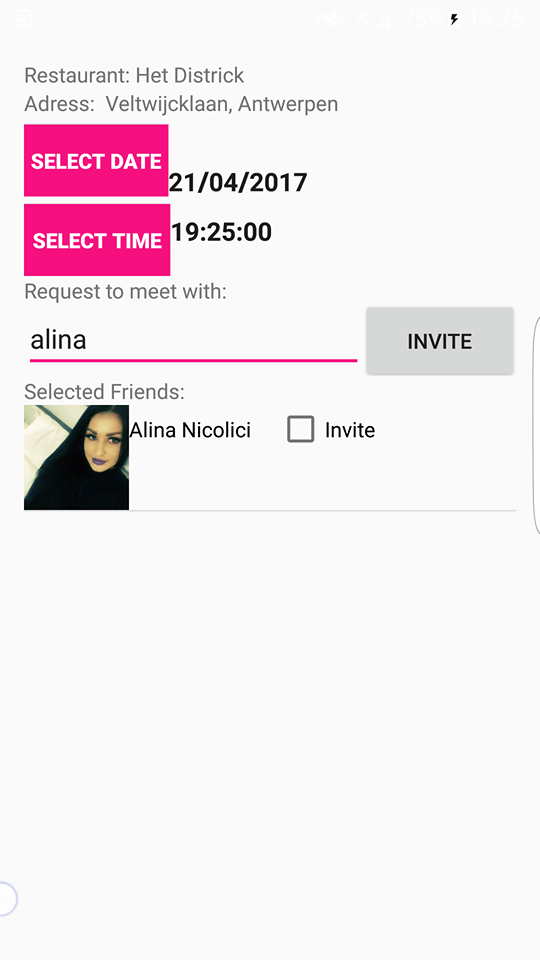 75% 19:25
Restaurant: Het Districk
Adress: Veltwijcklaan, Antwerpen
SELECT DATE
21/04/2017
SELECT TIME
19:25:00
Request to meet with:
alina
INVITE
Selected Friends:
Alina Nicolici
Invite